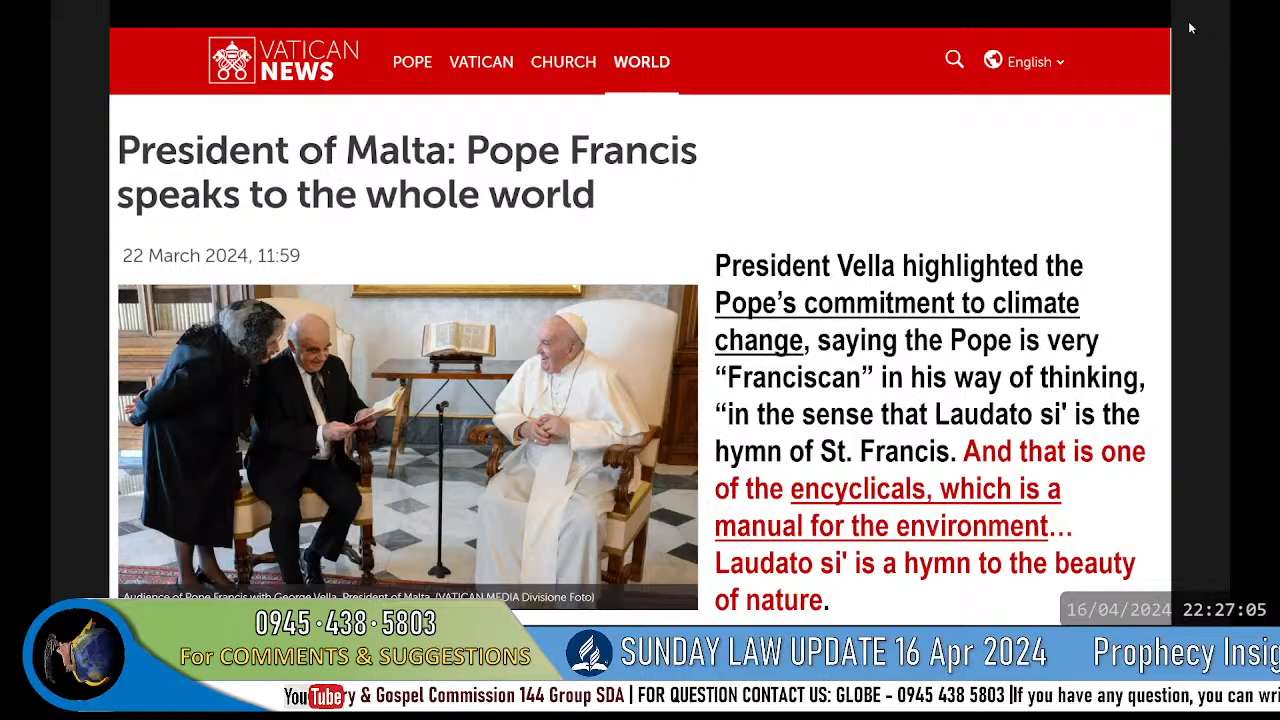 VATICAN
NEWS
POPE VATICAN CHURCH WORLD
English
President of Malta: Pope Francis
speaks to the whole world
22 March 2024, 11:59
President Vella highlighted the
Pope's commitment to climate
change, saying the Pope is very
“Franciscan” in his way of thinking,
“in the sense that Laudato si' is the
hymn of St. Francis. And that is one
of the encyclicals, which is a
manual for the environment…
Laudato si' is a hymn to the beauty
of nature.
Audience of Pope Francis with George Vella, President of Malta (VATICAN MEDIA Divisione Foto)
16/04/2024 22:27:05
0945·438·5803
For COMMENTS & SUGGESTIONS
SUNDAY LAW UPDATE 16 Apr 2024 Prophecy Insig
YouTube
ry & Gospel Commission 144 Group SDA | FOR QUESTION CONTACT US: GLOBE - 0945 438 5803 |If you have any question, you can wri